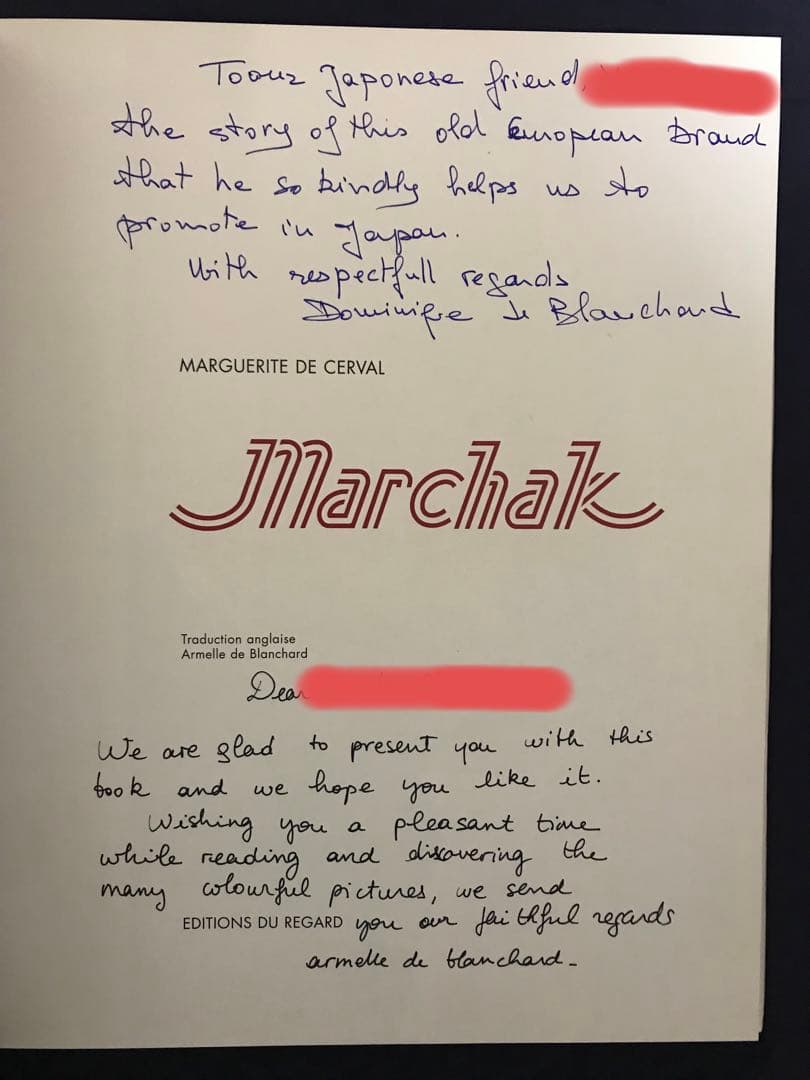 To our Japonese friend,
the story of this old European brand
that he so kindly helps us to
promote in Japan.
With respectfull regards
Dominique de Blanchard
MARGUERITE DE CERVAL
Marchak
Traduction anglaise
Armelle de Blanchard
Dear
We are glad to present you with this
book and we hope you like it.
Wishing you a pleasant time
while reading and discovering the
many colourful pictures, we send
EDITIONS DU REGARD you our faithful regards
armelle de blanchard -